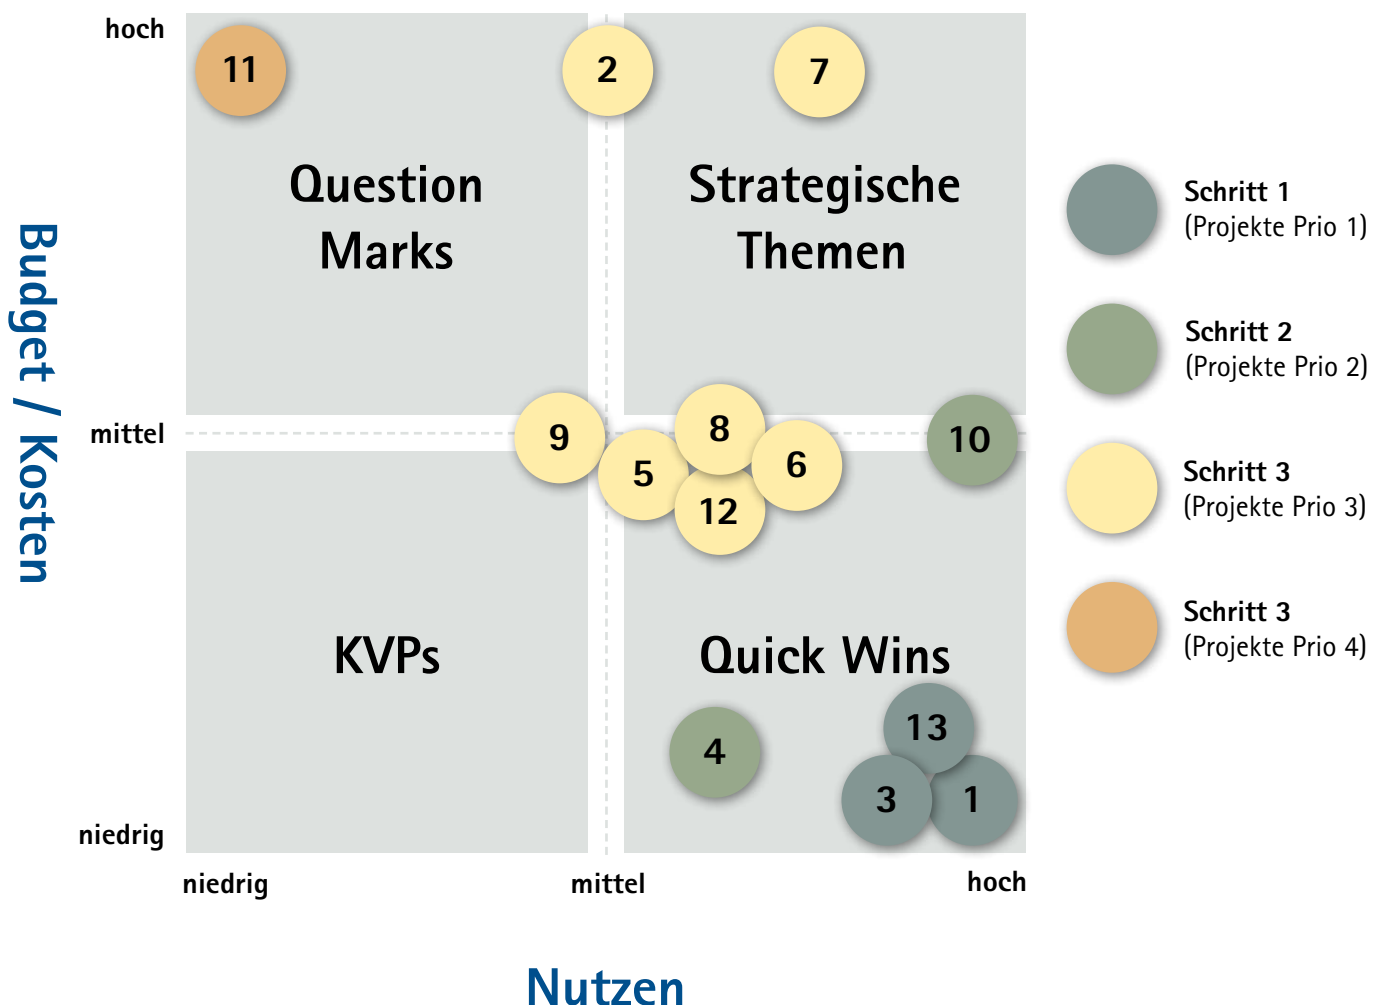 hoch
11
2
7
Question
Marks
Strategische
Themen
Schritt 1
(Projekte Prio 1)
Schritt 2
(Projekte Prio 2)
Budget / Kosten
mittel
9
8
5
6
10
12
Schritt 3
(Projekte Prio 3)
KVPs
Quick Wins
Schritt 3
(Projekte Prio 4)
13
4
3
1
niedrig
niedrig
mittel
hoch
Nutzen